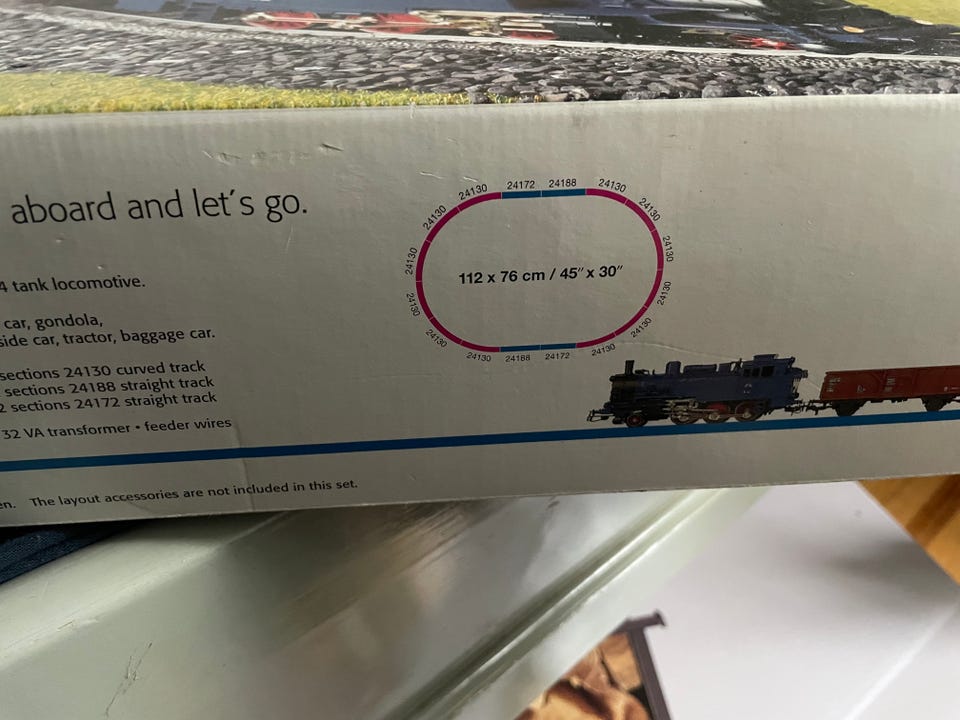 aboard and let´s go.
4 tank locomotive.
car, gondola,
side car, tractor, baggage car.
sections 24130 curved track
sections 24188 straight track
2 sections 24172 straight track
32 VA transformer • feeder wires
en. The layout accessories are not included in this set.
24130
24172
24188
24130
24130
24130
24130
24130
24130
24172
24188
24130
24130
24130
24130
24130
112 x 76 cm / 45″ x 30″